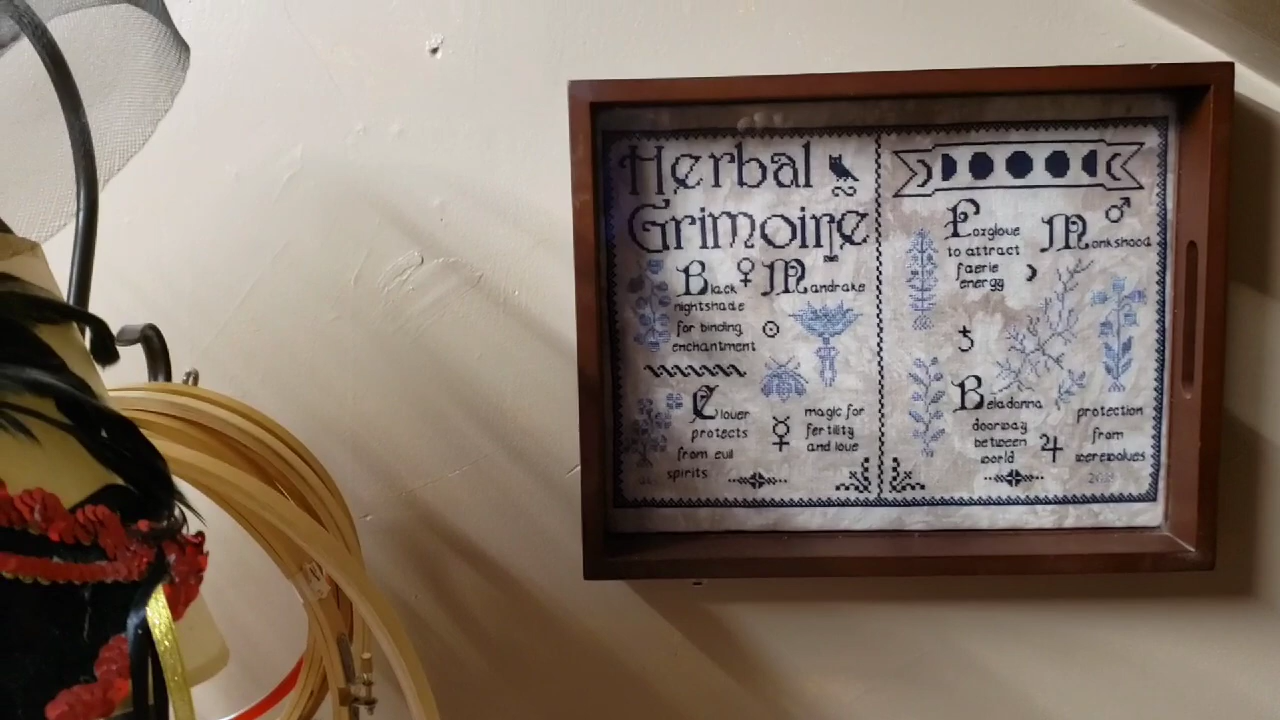 Herbal
Grimoire
Black
nightshade
for binding
enchantment
Mandrake
Clover
protects
from evil
spirits
magic for
fertility
and love
Foxglove
to attract
faerie
energy
Monkshood
Beladonna
doorway
between
world
protection
from
werewolves